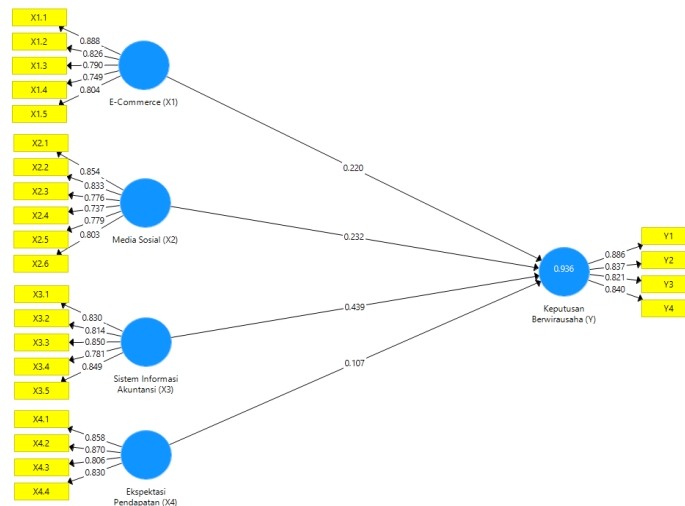 X1.1
X1.2
X1.3
X1.4
X1.5
0.888
0.826
0.790
0.749
0.804
E-Commerce (X1)
X2.1
X2.2
X2.3
X2.4
X2.5
X2.6
0.854
0.833
0.776
0.737
0.779
0.803
Media Sosial (X2)
X3.1
X3.2
X3.3
X3.4
X3.5
0.830
0.814
0.850
0.781
0.849
Sistem Informasi
Akuntansi (X3)
X4.1
X4.2
X4.3
X4.4
0.858
0.870
0.806
0.830
Ekspektasi
Pendapatan (X4)
0.220
0.232
0.439
0.107
0.936
Keputusan
Berwirausaha (Y)
0.886
0.837
0.821
0.840
Y1
Y2
Y3
Y4